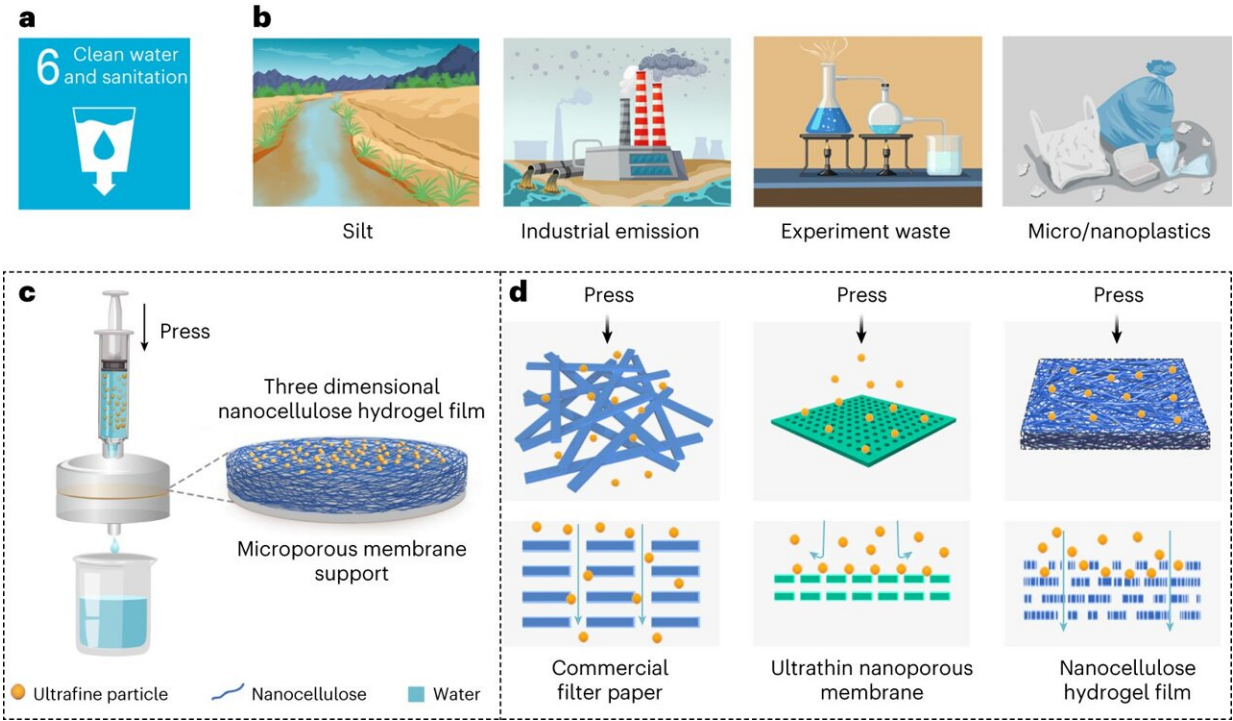 a
6 Clean water
and sanitation
b
Silt
Industrial emission
Experiment waste
Micro/nanoplastics
c
Press
Three dimensional
nanocellulose hydrogel film
Microporous membrane
support
Ultrafine particle
Nanocellulose
Water
d
Press
Press
Press
Commercial
filter paper
Ultrathin nanoporous
membrane
Nanocellulose
hydrogel film